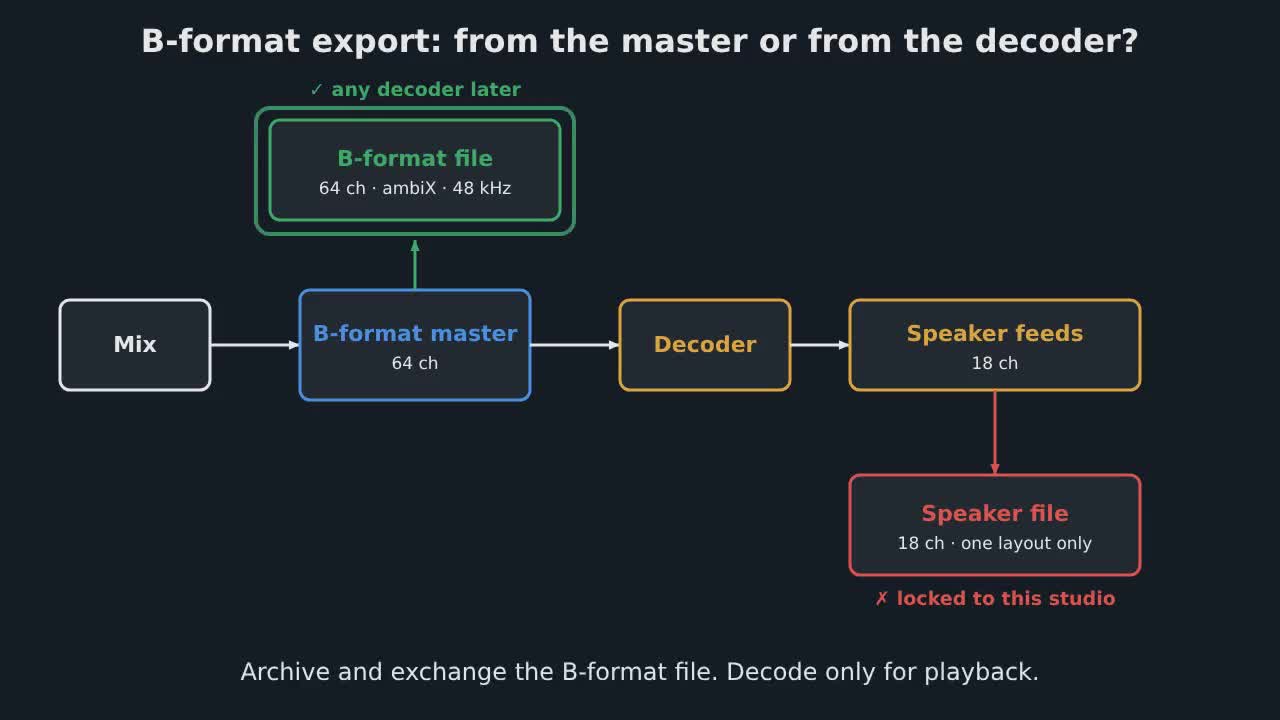 B-format export: from the master or from the decoder?
✓ any decoder later
B-format file
64 ch · ambiX · 48 kHz
Mix
B-format master
64 ch
Decoder
Speaker feeds
18 ch
Speaker file
18 ch · one layout only
✗ locked to this studio
Archive and exchange the B-format file. Decode only for playback.